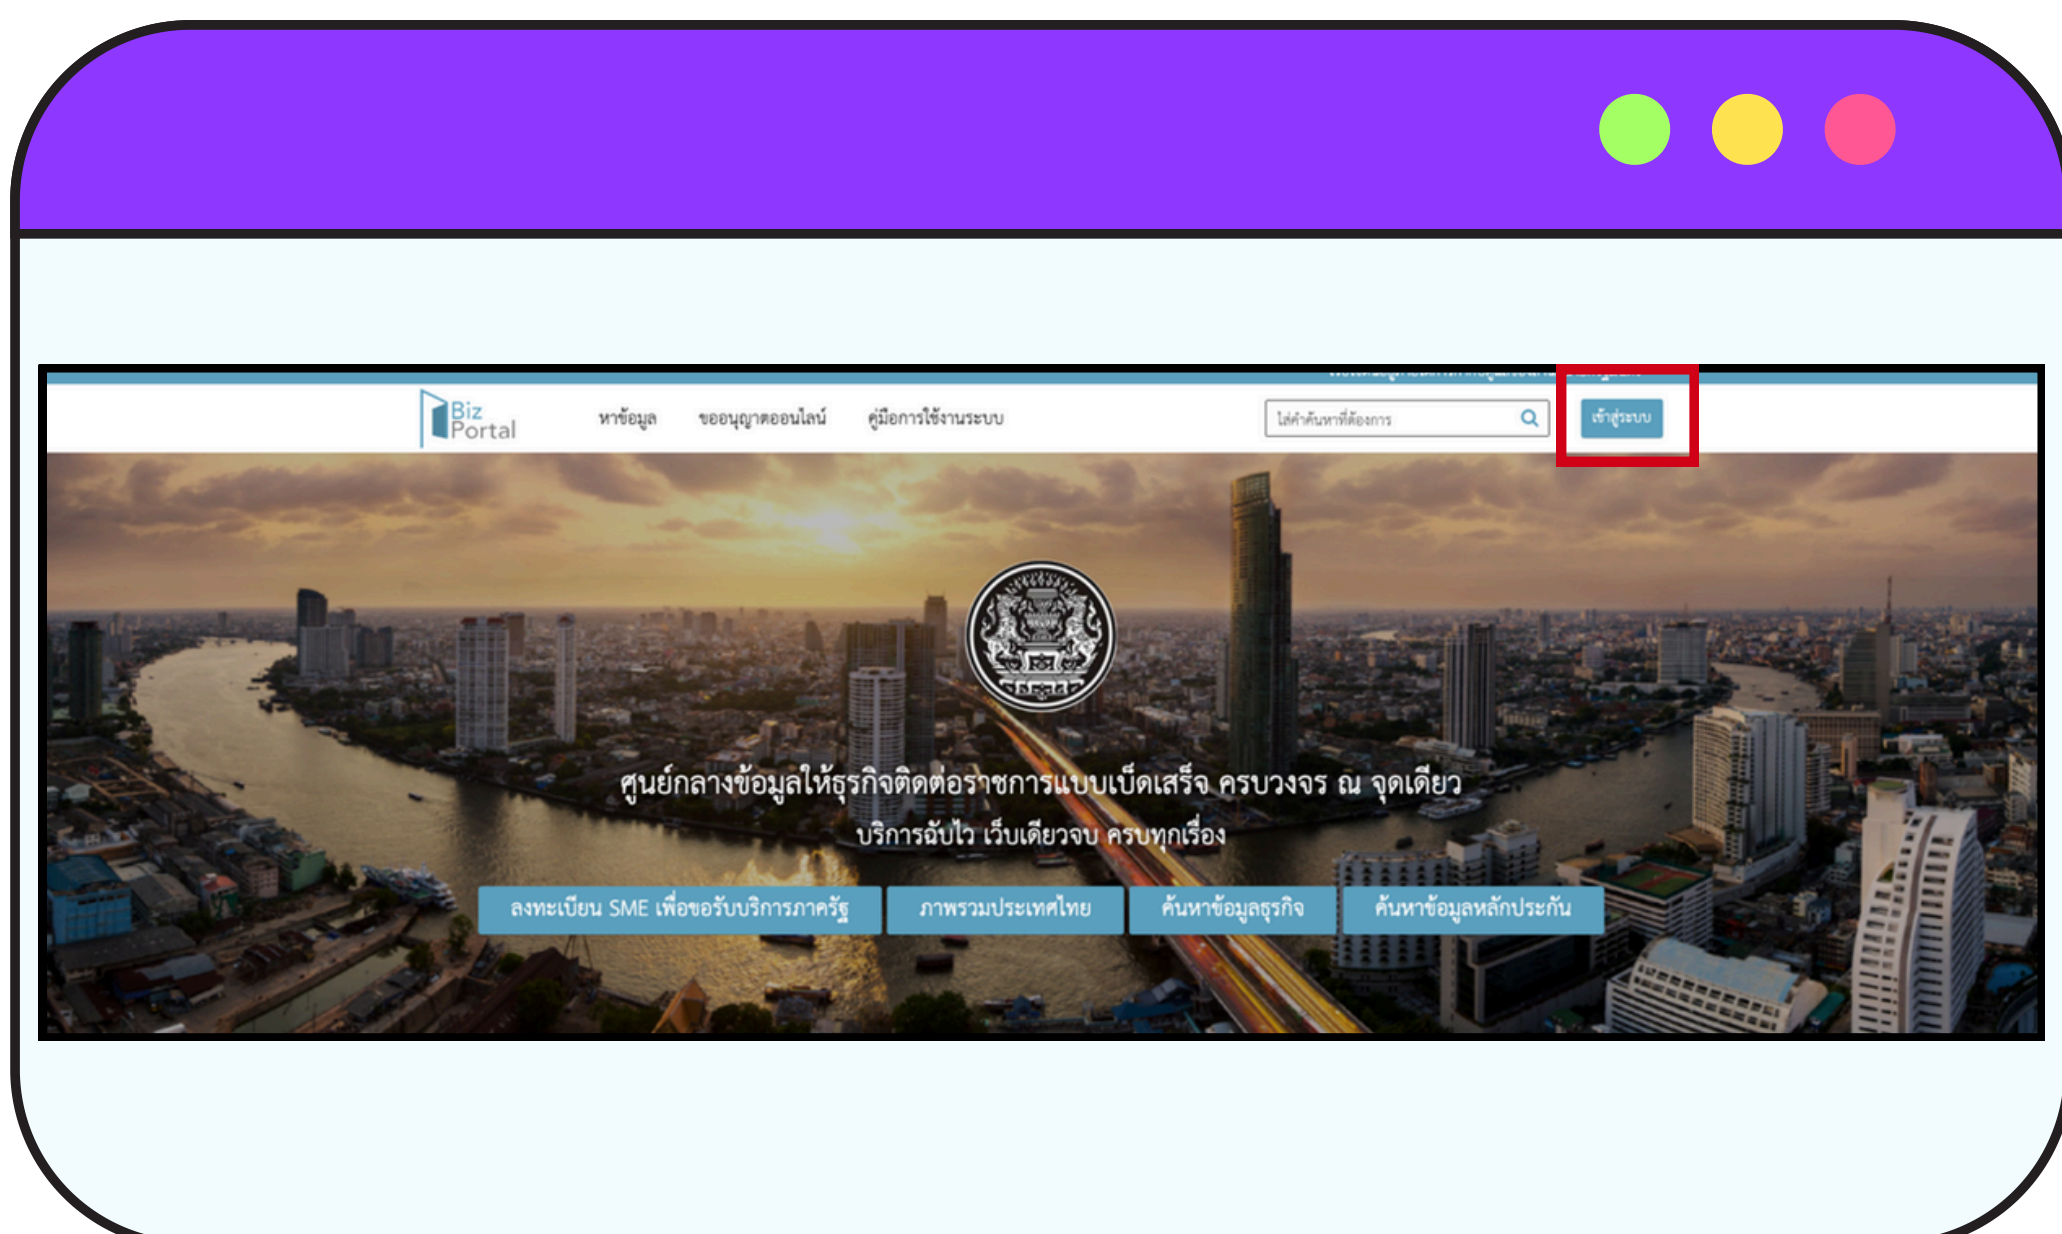 Biz
Portal
หาข้อมูล ขออนุญาตออนไลน์ คู่มือการใช้งานระบบ ใส่คำค้นหาที่ต้องการ เข้าสู่ระบบ
ศูนย์กลางข้อมูลให้ธุรกิจติดต่อราชการแบบเบ็ดเสร็จ ครบวงจร ณ จุดเดียว
บริการฉับไว เว็บเดียวจบ ครบทุกเรื่อง
ลงทะเบียน SME เพื่อขอรับบริการภาครัฐ ภาพรวมประเทศไทย ค้นหาข้อมูลธุรกิจ ค้นหาข้อมูลหลักประกัน